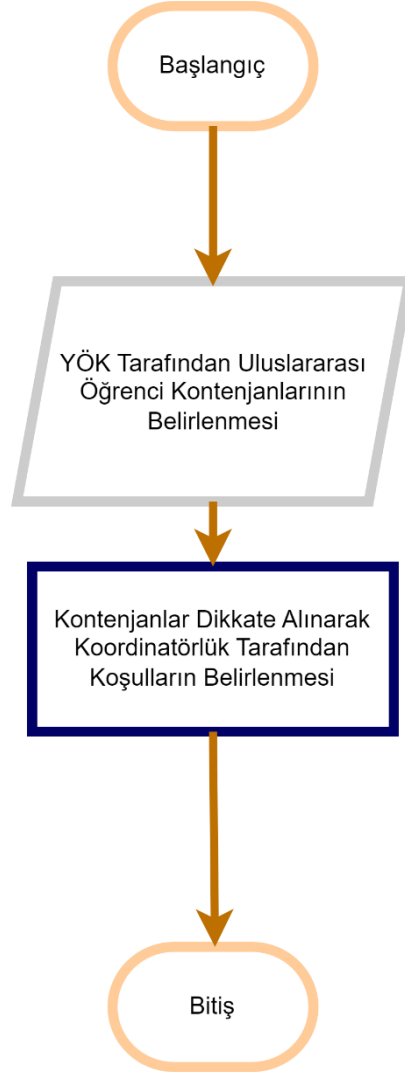 Başlangıç
YÖK Tarafından Uluslararası
Öğrenci Kontenjanlarının
Belirlenmesi
Kontenjanlar Dikkate Alınarak
Koordinatörlük Tarafından
Koşulların Belirlenmesi
Bitiş